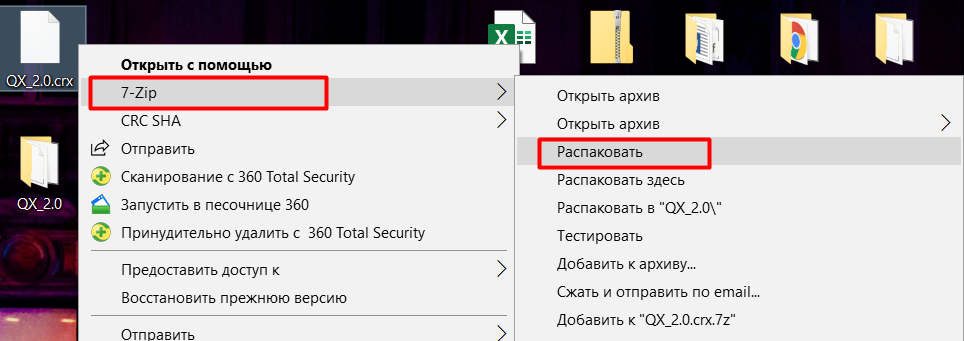 QX_2.0.crx
QX_2.0
Открыть с помощью
7-Zip
CRC SHA
Отправить
Сканирование с 360 Total Security
Запустить в песочнице 360
Принудительно удалить с  360 Total Security
Предоставить доступ к
Восстановить прежнюю версию
Отправить
Открыть архив
Открыть архив
Распаковать
Распаковать здесь
Распаковать в "QX_2.0\"
Тестировать
Добавить к архиву...
Сжать и отправить по email...
Добавить к "QX_2.0.crx.7z"